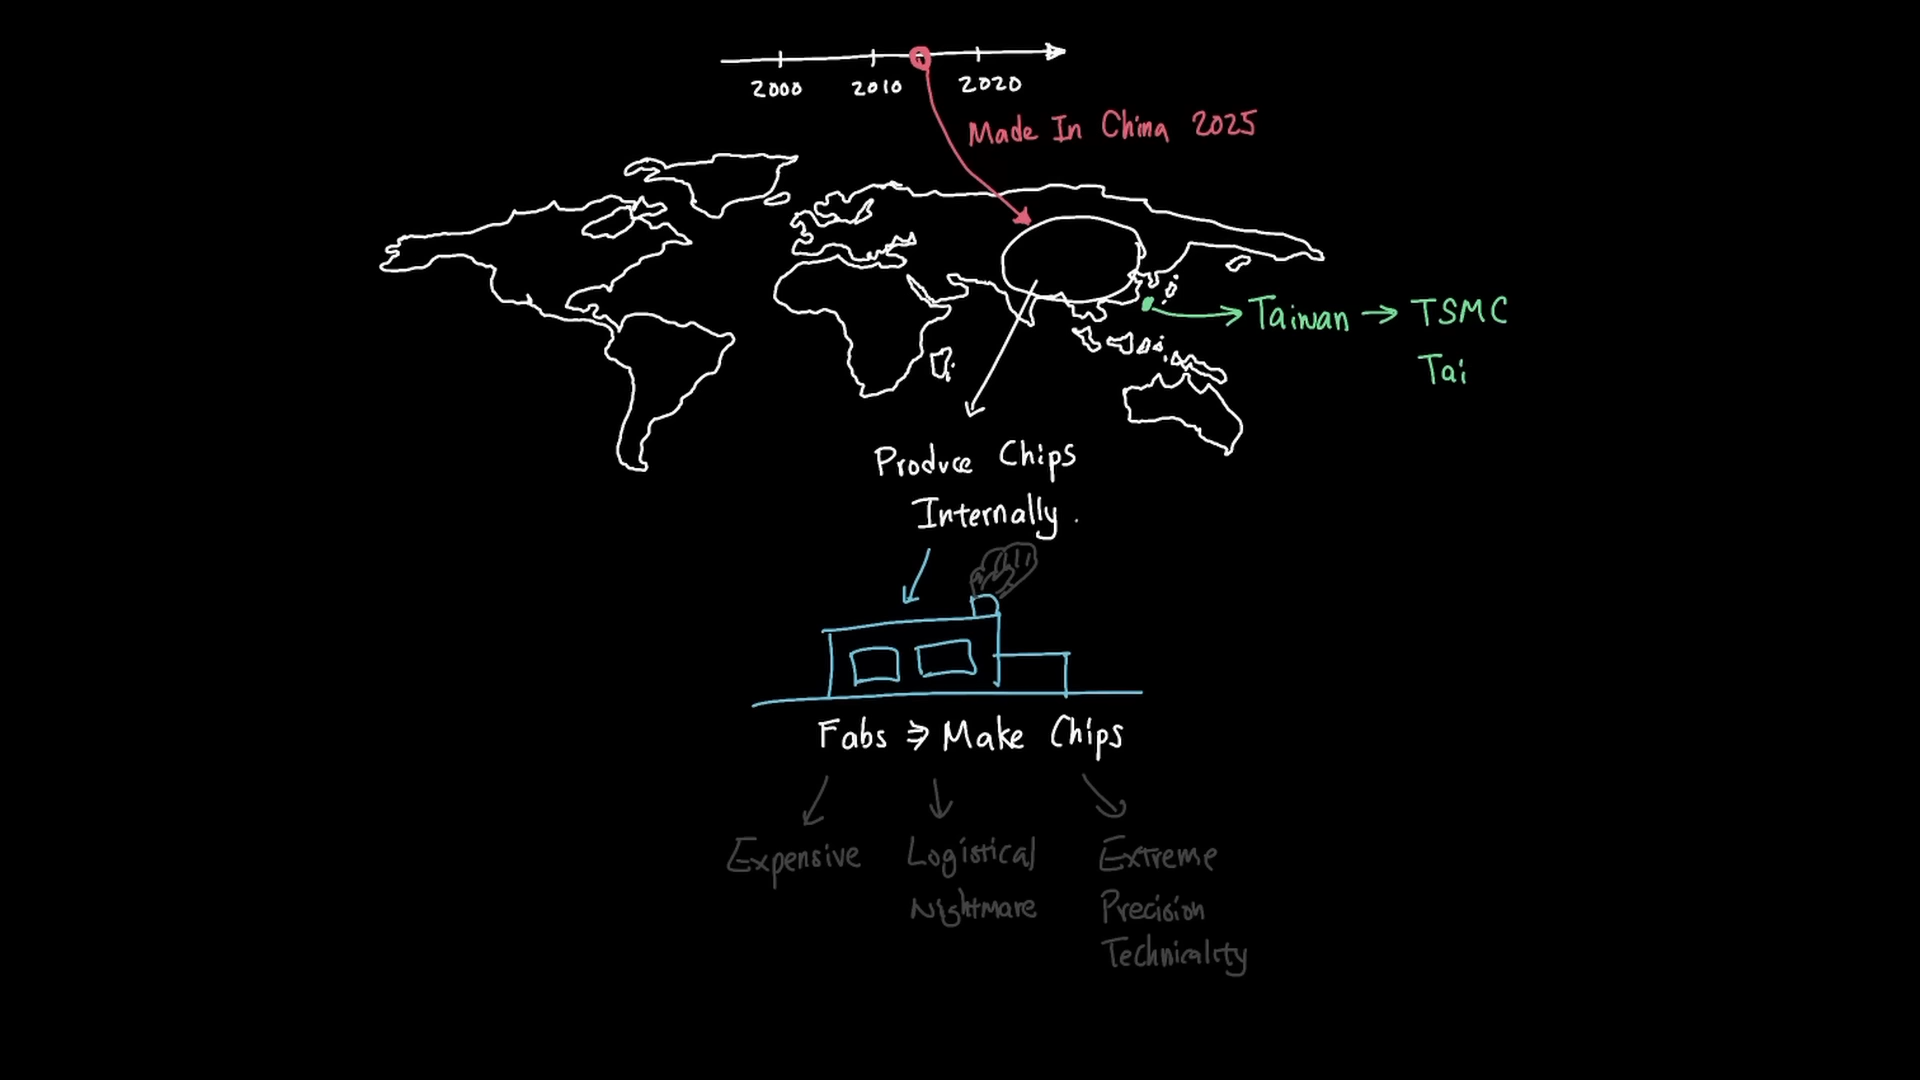 2000 2010 2020
Made In China 2025
Taiwan → TSMC
Tai
Produce Chips
Internally.
Fabs ⇒ Make Chips
Expensive
Logistical
Nightmare
Extreme
Precision
Technicality